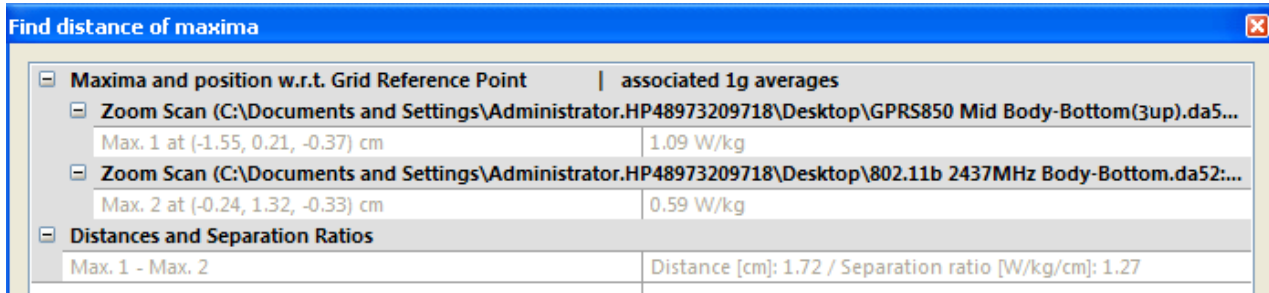 Find distance of maxima
Maxima and position w.r.t. Grid Reference Point | associated 1g averages
Zoom Scan (C:\Documents and Settings\Administrator.HP48973209718\Desktop\GPRS850 Mid Body-Bottom(3up).da5...
Max. 1 at (-1.55, 0.21, -0.37) cm 1.09 W/kg
Zoom Scan (C:\Documents and Settings\Administrator.HP48973209718\Desktop\802.11b 2437MHz Body-Bottom.da52:...
Max. 2 at (-0.24, 1.32, -0.33) cm 0.59 W/kg
Distances and Separation Ratios
Max. 1 - Max. 2 Distance [cm]: 1.72 / Separation ratio [W/kg/cm]: 1.27